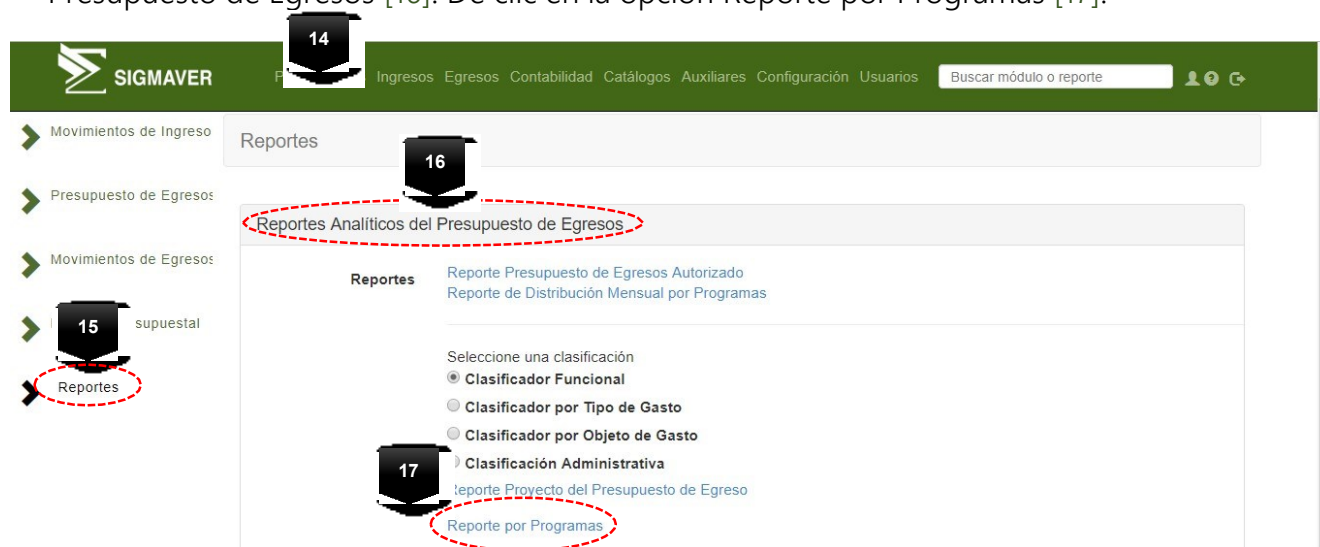 Presupuesto de Egresos [16]. De clic en la opción Reporte por Programas [17].
14
SIGMAVER
Ingresos Egresos Contabilidad Catálogos Auxiliares Configuración Usuarios Buscar módulo o reporte
Movimientos de Ingreso
Reportes
16
Presupuesto de Egresos
Reportes Analíticos del Presupuesto de Egresos
Movimientos de Egresos
Reportes
Reporte Presupuesto de Egresos Autorizado
Reporte de Distribución Mensual por Programas
15
supuestal
Seleccione una clasificación
Clasificador Funcional
Reportes
Clasificador por Tipo de Gasto
Clasificador por Objeto de Gasto
17
Clasificación Administrativa
Reporte Proyecto del Presupuesto de Egreso
Reporte por Programas